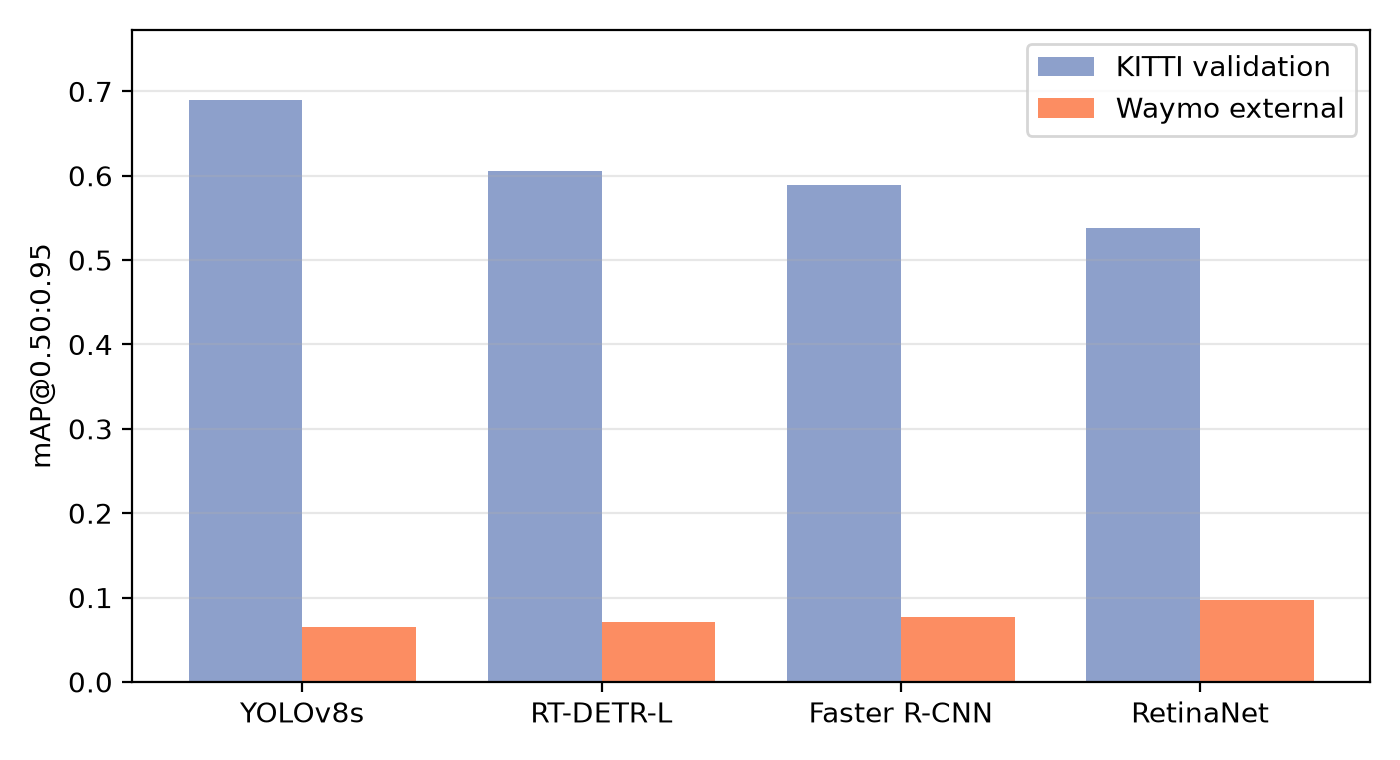 KITTI validation
Waymo external
mAP@0.50:0.95
0.7
0.6
0.5
0.4
0.3
0.2
0.1
0.0
YOLOv8s RT-DETR-L Faster R-CNN RetinaNet